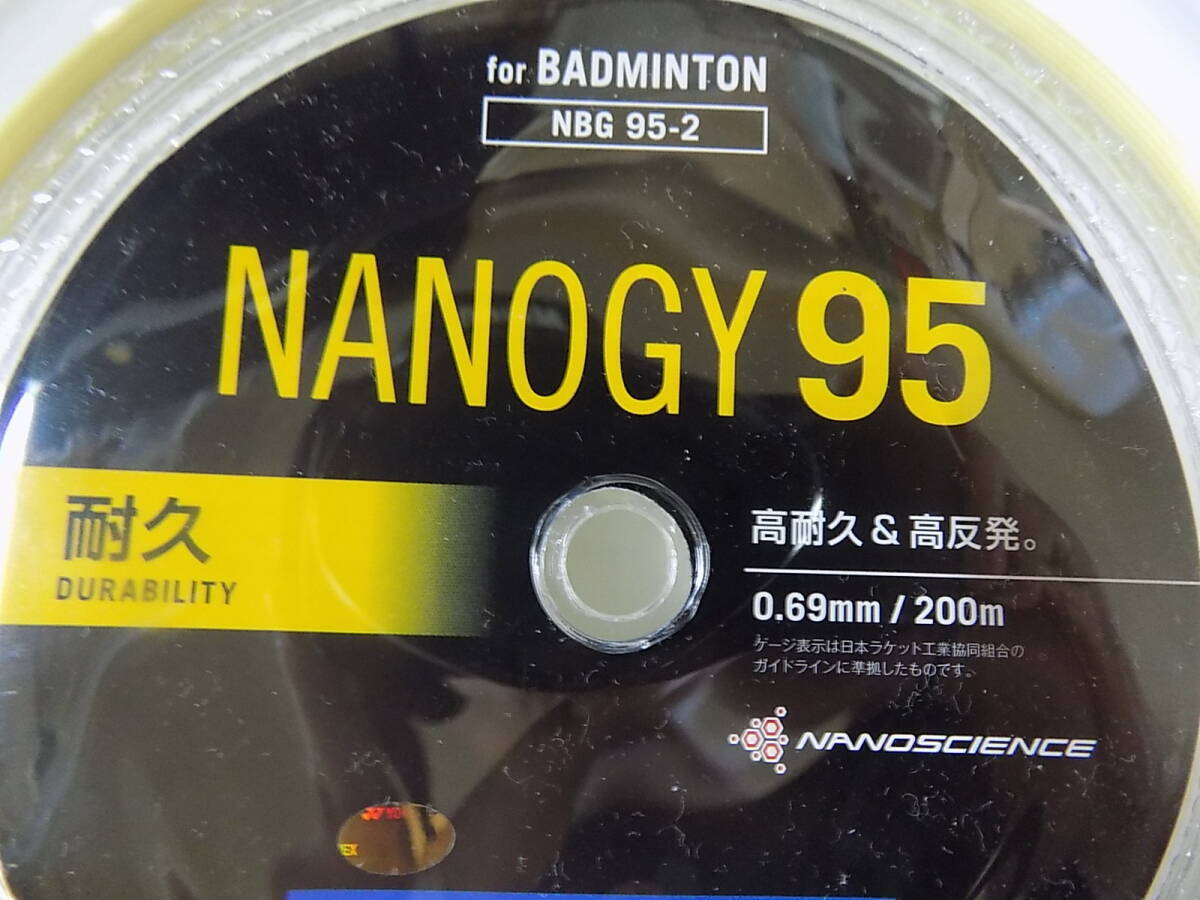 for BADMINTON
NBG 95-2
NANOGY 95
耐久
DURABILITY
高耐久&高反発。
0.69mm / 200m
ゲージ表示は日本ラケット工業協同組合の
ガイドラインに準拠したものです。
NANOSCIENCE